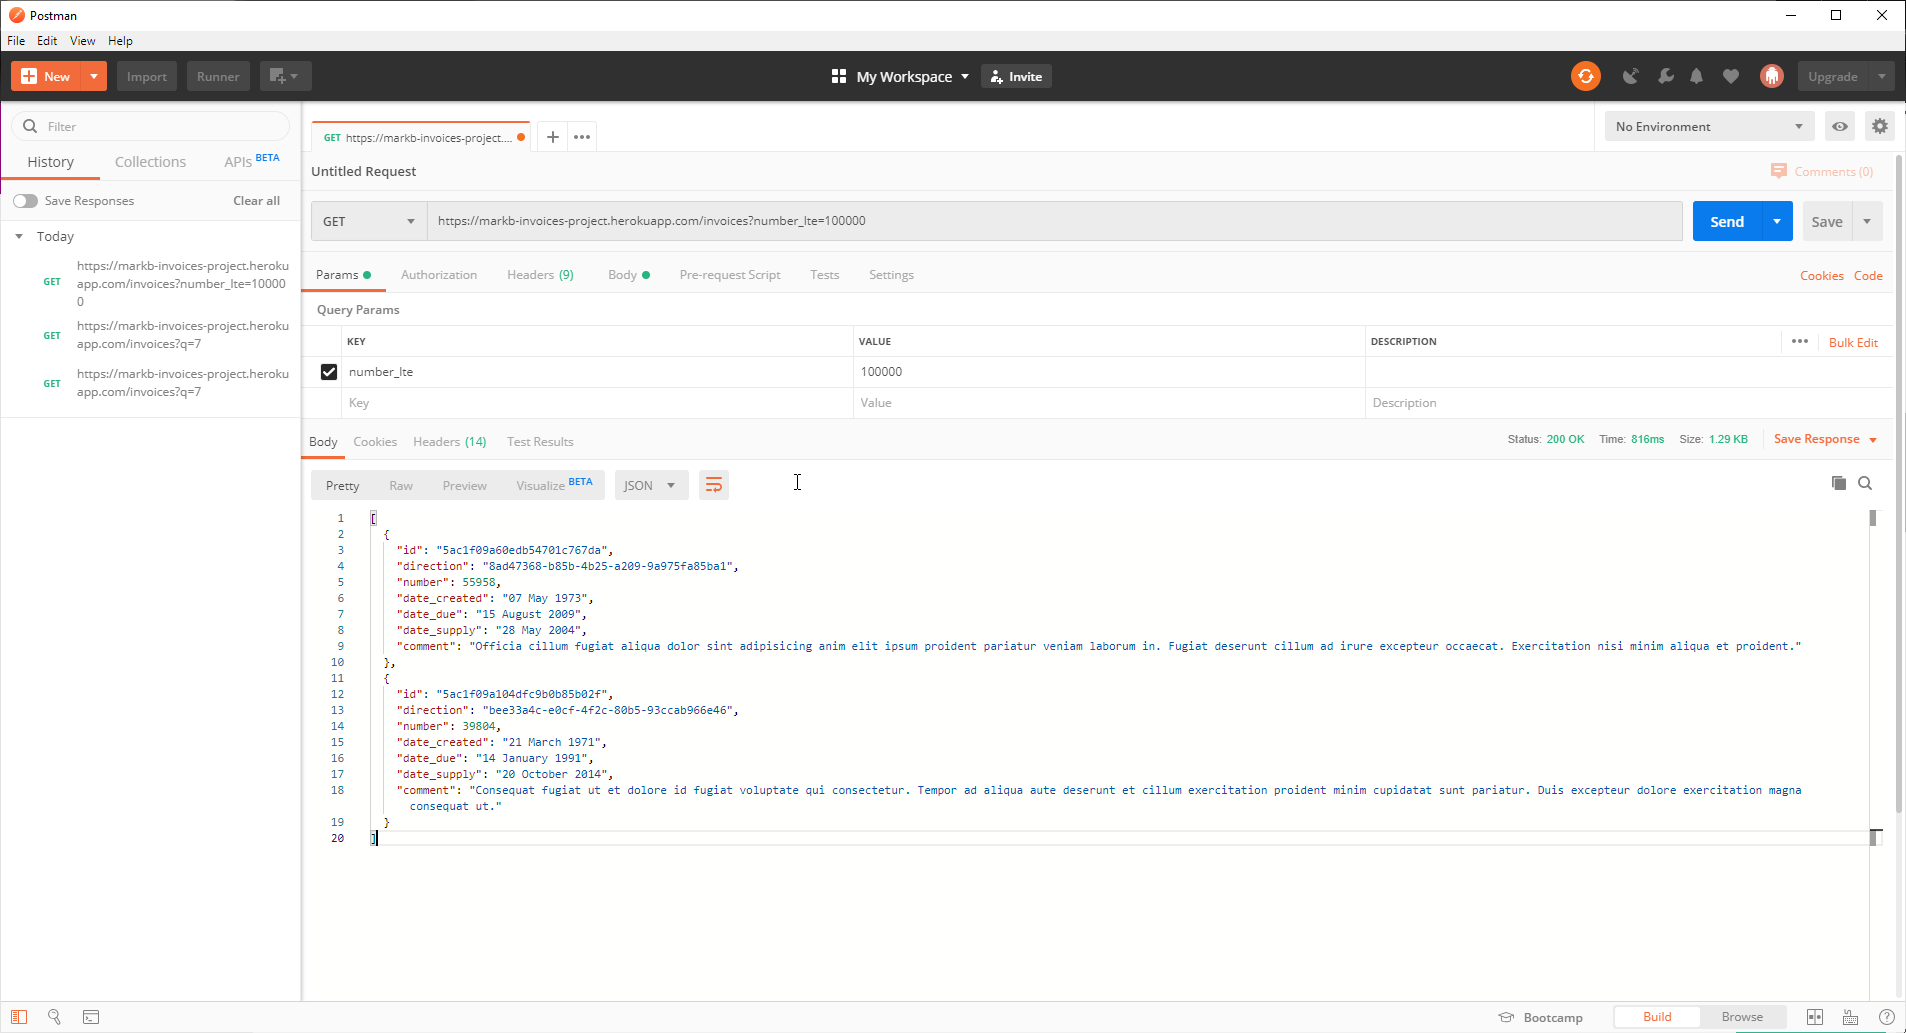 Postman
File Edit View Help
New Import Runner My Workspace Invite Upgrade
Filter
History Collections APIs BETA
Save Responses Clear all
Today
GET https://markb-invoices-project.heroku
app.com/invoices?number_lte=10000
0
GET https://markb-invoices-project.heroku
app.com/invoices?q=7
GET https://markb-invoices-project.heroku
app.com/invoices?q=7
GET https://markb-invoices-project.... No Environment
Untitled Request Comments (0)
GET https://markb-invoices-project.herokuapp.com/invoices?number_lte=100000 Send Save
Params Authorization Headers (9) Body Pre-request Script Tests Settings Cookies Code
Query Params
KEY VALUE DESCRIPTION Bulk Edit
number_lte 100000
Key Value Description
Body Cookies Headers (14) Test Results Status: 200 OK Time: 816ms Size: 1.29 KB Save Response
Pretty Raw Preview Visualize BETA JSON
1 [
2 {
3 "id": "5ac1f09a60edb54701c767da",
4 "direction": "8ad47368-b85b-4b25-a209-9a975fa85ba1",
5 "number": 55958,
6 "date_created": "07 May 1973",
7 "date_due": "15 August 2009",
8 "date_supply": "28 May 2004",
9 "comment": "Officia cillum fugiat aliqua dolor sint adipisicing anim elit ipsum proident pariatur veniam laborum in. Fugiat deserunt cillum ad irure excepteur occaecat. Exercitation nisi minim aliqua et proident."
10 },
11 {
12 "id": "5ac1f09a104dfc9b0b85b02f",
13 "direction": "bee33a4c-e0cf-4f2c-80b5-93ccab966e46",
14 "number": 39804,
15 "date_created": "21 March 1971",
16 "date_due": "14 January 1991",
17 "date_supply": "20 October 2014",
18 "comment": "Consequat fugiat ut et dolore id fugiat voluptate qui consectetur. Tempor ad aliqua aute deserunt et cillum exercitation proident minim cupidatat sunt pariatur. Duis excepteur dolore exercitation magna
consequat ut."
19 }
20 ]
Bootcamp Build Browse